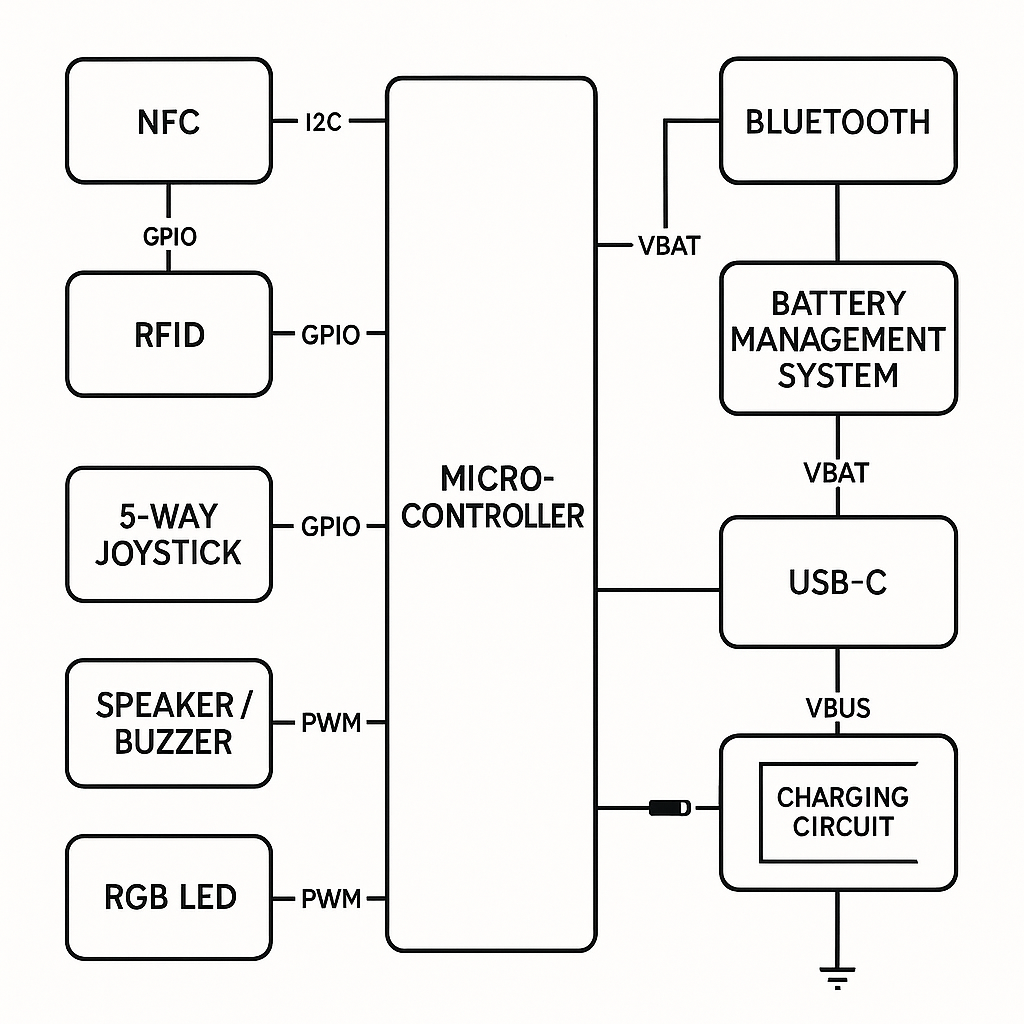 NFC
I2C
BLUETOOTH
GPIO
VBAT
RFID
GPIO
BATTERY
MANAGEMENT
SYSTEM
MICRO-
CONTROLLER
VBAT
5-WAY
JOYSTICK
GPIO
USB-C
SPEAKER /
BUZZER
PWM
VBUS
CHARGING
CIRCUIT
RGB LED
PWM